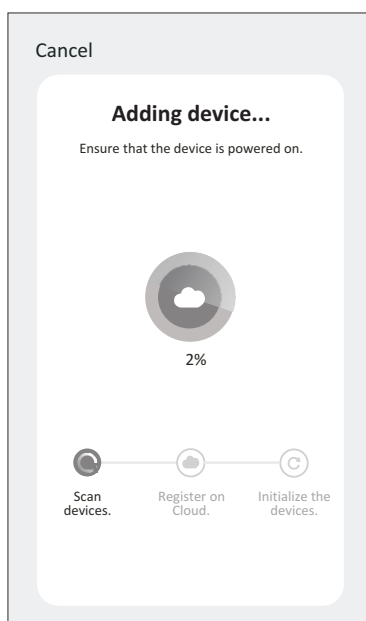 Cancel
Adding device...
Ensure that the device is powered on.
2%
Scan
devices.
Register on
Cloud.
Initialize the
devices.